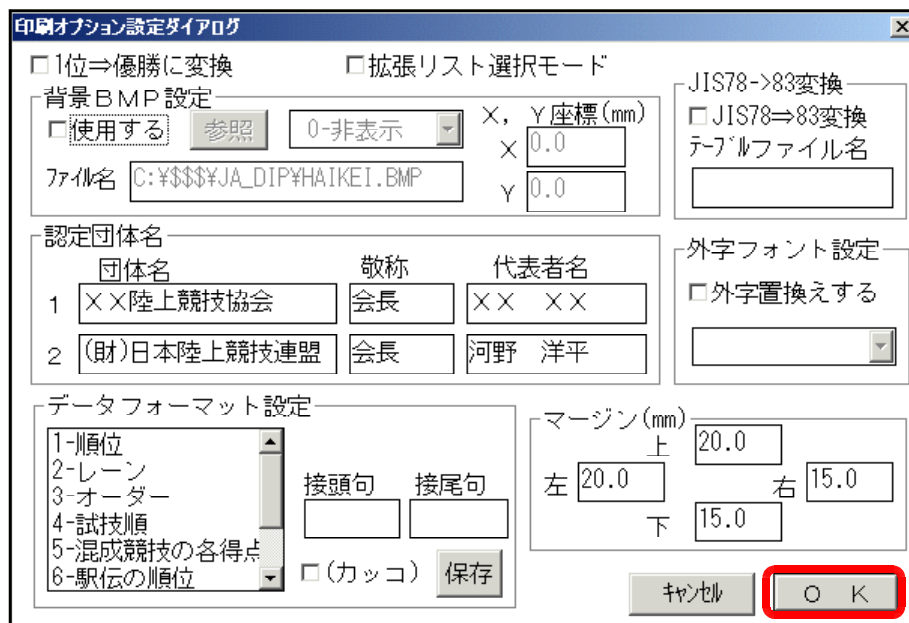 印刷オプション設定ダイアログ
□1位⇒優勝に変換
□拡張リスト選択モード
背景BMP設定
□使用する
参照
0-非表示
X, Y座標(mm)
X 0.0
Y 0.0
ファイル名 C:¥$$$¥JA_DIP¥HAIKEI.BMP
JIS78->83変換
□JIS78⇒83変換
テーブルファイル名
認定団体名
団体名 敬称 代表者名
1 ××陸上競技協会 会長 ×× ××
2 (財)日本陸上競技連盟 会長 河野 洋平
外字フォント設定
□外字置換えする
データフォーマット設定
1-順位
2-レーン
3-オーダー
4-試技順
5-混成競技の各得点
6-駅伝の順位
接頭句 接尾句
□(カッコ) 保存
マージン(mm)
上 20.0
左 20.0 右 15.0
下 15.0
キャンセル
O K